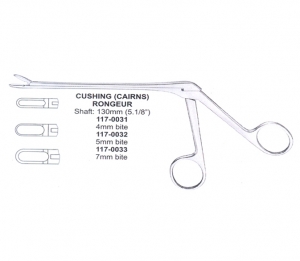 CUSHING (CAIRNS)
RONGEUR
Shaft: 130mm (5.1/8")
117-0031
4mm bite
117-0032
5mm bite
117-0033
7mm bite